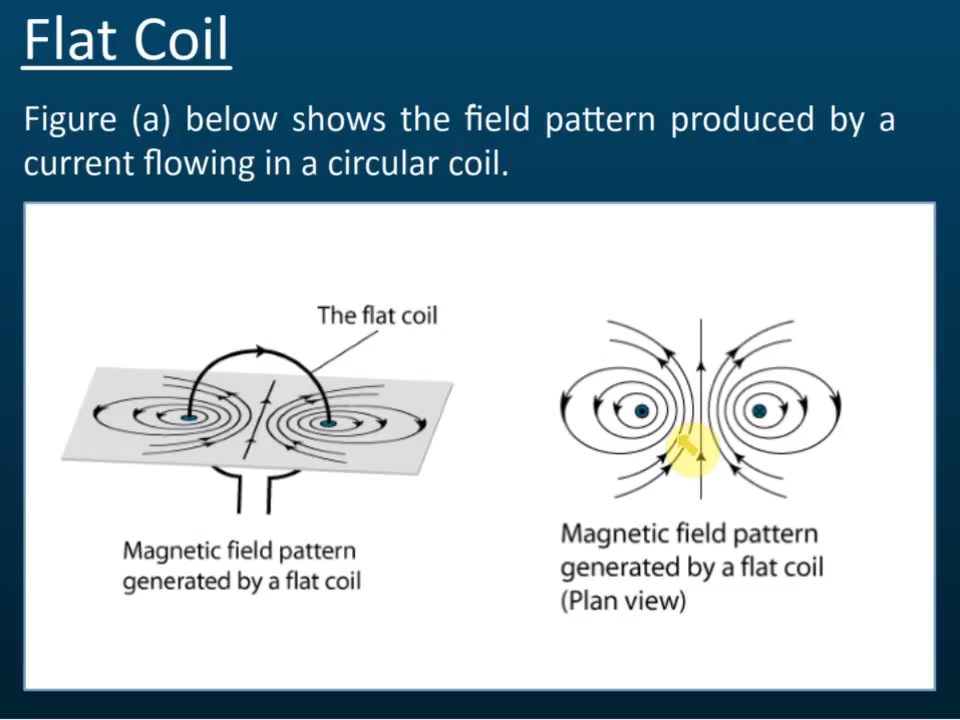 Flat Coil
Figure (a) below shows the field pattern produced by a
current flowing in a circular coil.
The flat coil
Magnetic field pattern
generated by a flat coil
Magnetic field pattern
generated by a flat coil
(Plan view)